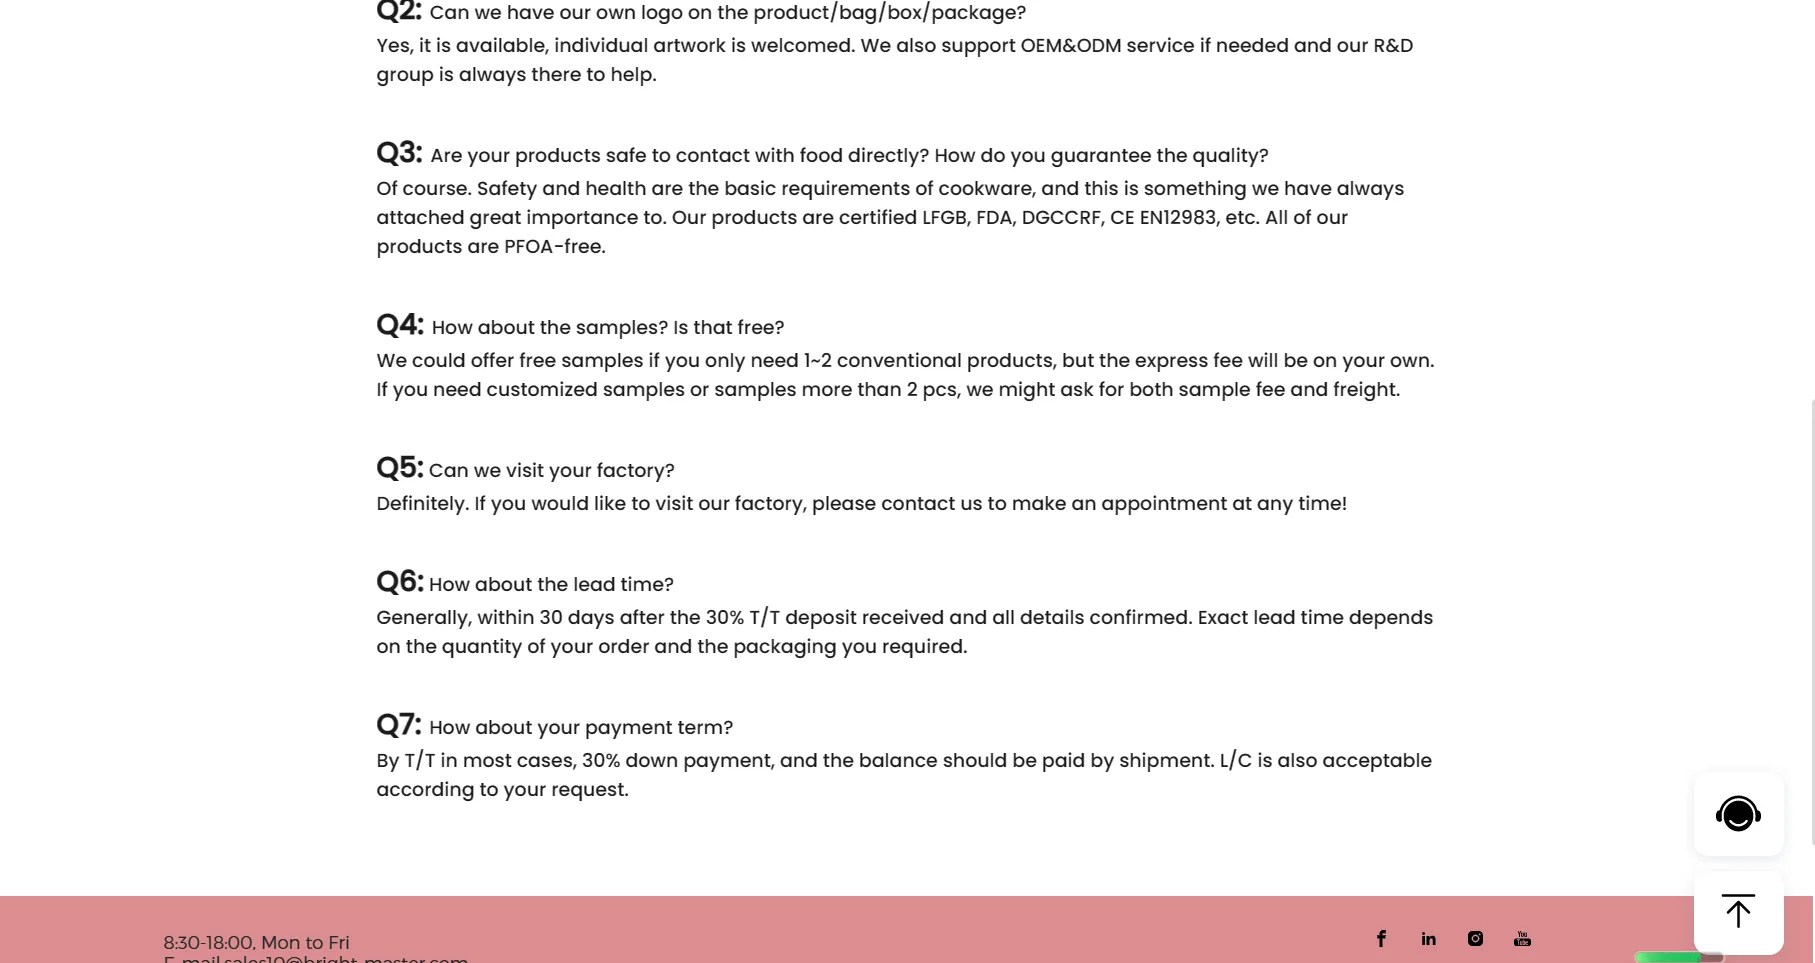 Q2: Can we have our own logo on the product/bag/box/package?
Yes, it is available, individual artwork is welcomed. We also support OEM&ODM service if needed and our R&D
group is always there to help.
Q3: Are your products safe to contact with food directly? How do you guarantee the quality?
Of course. Safety and health are the basic requirements of cookware, and this is something we have always
attached great importance to. Our products are certified LFGB, FDA, DGCCRF, CE EN12983, etc. All of our
products are PFOA-free.
Q4: How about the samples? Is that free?
We could offer free samples if you only need 1~2 conventional products, but the express fee will be on your own.
If you need customized samples or samples more than 2 pcs, we might ask for both sample fee and freight.
Q5: Can we visit your factory?
Definitely. If you would like to visit our factory, please contact us to make an appointment at any time!
Q6: How about the lead time?
Generally, within 30 days after the 30% T/T deposit received and all details confirmed. Exact lead time depends
on the quantity of your order and the packaging you required.
Q7: How about your payment term?
By T/T in most cases, 30% down payment, and the balance should be paid by shipment. L/C is also acceptable
according to your request.
8:30-18:00, Mon to Fri
E-mail:sales10@bright-master.com